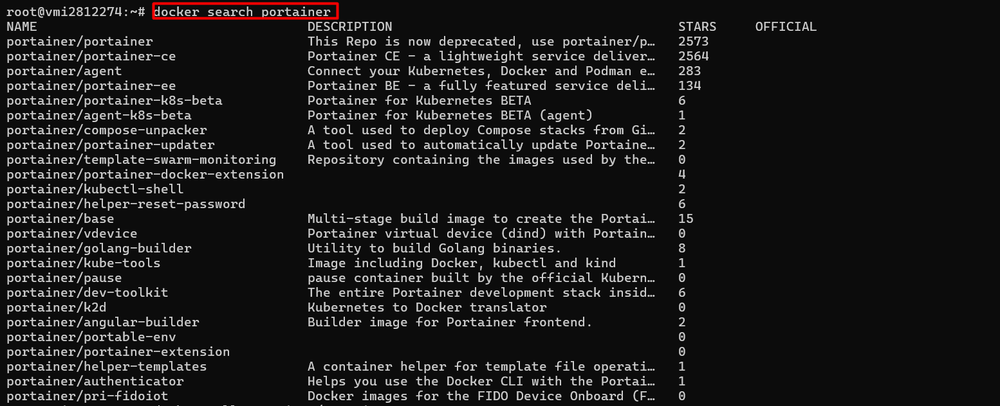 root@vmi2812274:~# docker search portainer
NAME DESCRIPTION STARS OFFICIAL
portainer/portainer This Repo is now deprecated, use portainer/p… 2573
portainer/portainer-ce Portainer CE - a lightweight service deliver… 2564
portainer/agent Connect your Kubernetes, Docker and Podman e… 283
portainer/portainer-ee Portainer BE - a fully featured service deli… 134
portainer/portainer-k8s-beta Portainer for Kubernetes BETA 6
portainer/agent-k8s-beta Portainer for Kubernetes BETA (agent) 1
portainer/compose-unpacker A tool used to deploy Compose stacks from Gi… 2
portainer/portainer-updater A tool used to automatically update Portaine… 2
portainer/template-swarm-monitoring Repository containing the images used by the… 0
portainer/portainer-docker-extension 4
portainer/kubectl-shell 2
portainer/helper-reset-password 6
portainer/base Multi-stage build image to create the Portai… 15
portainer/vdevice Portainer virtual device (dind) with Portain… 0
portainer/golang-builder Utility to build Golang binaries. 8
portainer/kube-tools Image including Docker, kubectl and kind 1
portainer/pause pause container built by the official Kubern… 0
portainer/dev-toolkit The entire Portainer development stack insid… 6
portainer/k2d Kubernetes to Docker translator 0
portainer/angular-builder Builder image for Portainer frontend. 2
portainer/portable-env 0
portainer/portainer-extension 0
portainer/helper-templates A container helper for template file operati… 1
portainer/authenticator Helps you use the Docker CLI with the Portai… 1
portainer/pri-fidoiot Docker images for the FIDO Device Onboard (F… 0